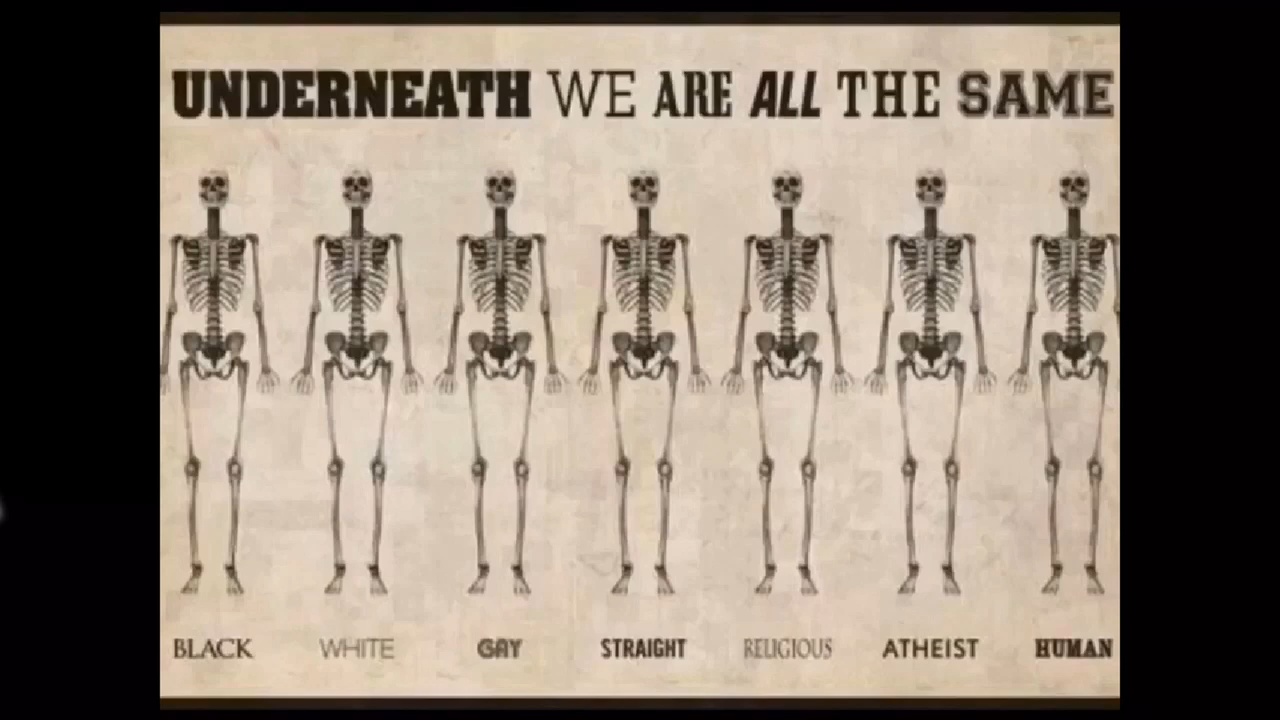 UNDERNEATH WE ARE ALL THE SAME
BLACK WHITE GAY STRAIGHT RELIGIOUS ATHEIST HUMAN